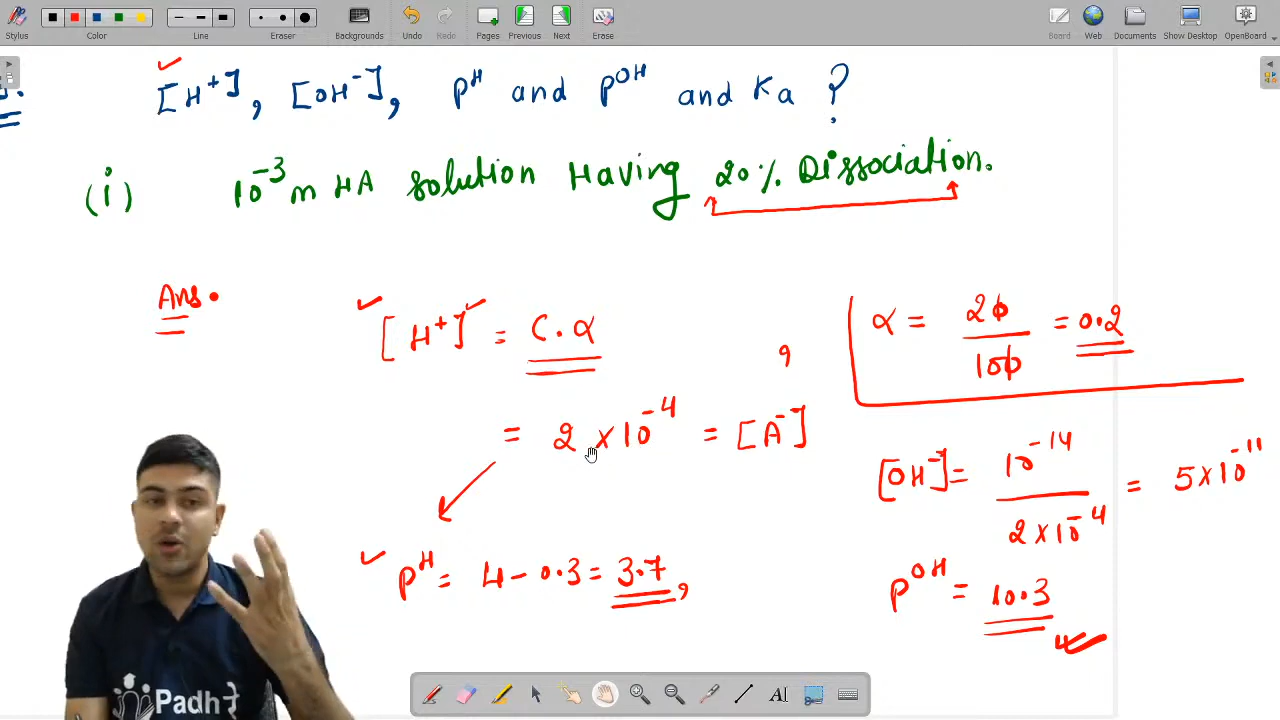 Stylus Color Line Eraser Backgrounds Undo Redo Pages Previous Next Erase Board Web Documents Show Desktop OpenBoard
[H⁺], [OH⁻], Pᴴ and Pᴼᴴ and Ka ?
(i) 10⁻³ m HA solution Having 20% Dissociation.
Ans.
[H⁺] = C.α ,
α = 20/100 = 0.2
= 2 × 10⁻⁴ = [A⁻]
[OH⁻] = 10⁻¹⁴/2×10⁻⁴ = 5×10⁻¹¹
Pᴴ = 4 - 0.3 = 3.7,
Pᴼᴴ = 10.3
Padhरे